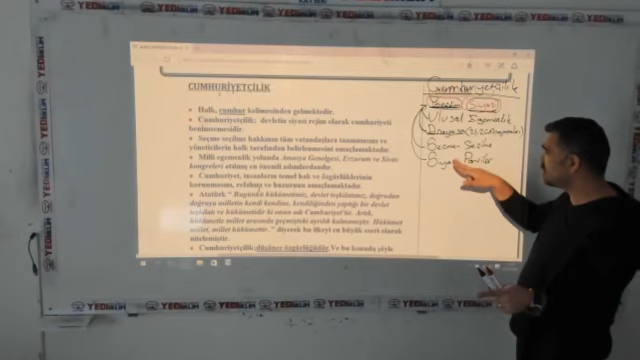 YEDİİKLİM
CUMHURİYETÇİLİK
• Halk, cumhur kelimesinden gelmektedir.
• Cumhuriyetçilik; devletin siyasi rejim olarak cumhuriyeti
benimsemesidir.
• Seçme seçilme hakkının tüm vatandaşlara tanınmasını ve
yöneticilerin halk tarafından belirlenmesini amaçlamaktadır.
• Milli egemenlik yolunda Amasya Genelgesi, Erzurum ve Sivas
kongreleri atılmış en önemli adımlardandır.
• Cumhuriyet, insanların temel hak ve özgürlüklerinin
korunmasını, refahını ve huzurunu amaçlamaktadır.
• Atatürk " Bugünkü hükümetimiz, devlet teşkilatımız, doğrudan
doğruya milletin kendi kendine, kendiliğinden yaptığı bir devlet
teşkilatı ve hükümetidir ki onun adı Cumhuriyet'tir. Artık,
hükümetle millet arasında geçmişteki ayrılık kalmamıştır. Hükümet
millet, millet hükümettir. " diyerek bu ilkeyi en büyük eseri olarak
nitelemiştir.
• Cumhuriyetçilik; düşünce özgürlüğüdür. Ve bu konuda şöyle
Cumhuriyetçilik
Ulusal Egemenlik
Seçme - Seçilme
Siyasi Partiler